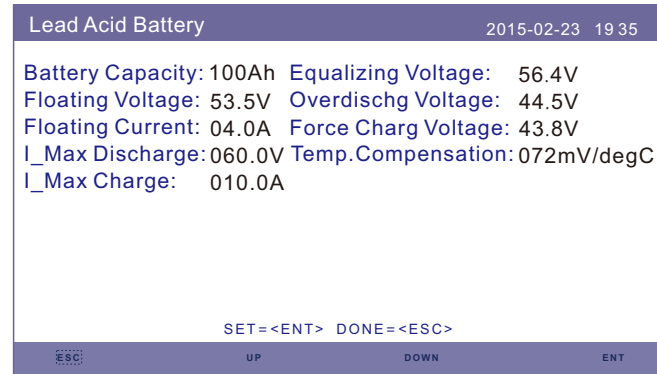 Lead Acid Battery 2015-02-23 19 35
Battery Capacity: 100Ah Equalizing Voltage: 56.4V
Floating Voltage: 53.5V Overdischg Voltage: 44.5V
Floating Current: 04.0A Force Charg Voltage: 43.8V
I_Max Discharge: 060.0V Temp.Compensation: 072mV/degC
I_Max Charge: 010.0A
SET=<ENT> DONE=<ESC>
ESC UP DOWN ENT